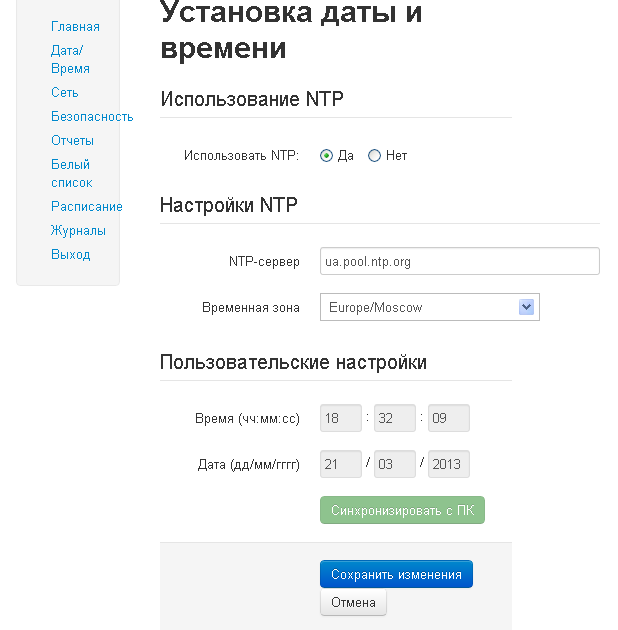 Главная
Дата/
Время
Сеть
Безопасность
Отчеты
Белый
список
Расписание
Журналы
Выход
Установка даты и
времени
Использование NTP
Использовать NTP: Да Нет
Настройки NTP
NTP-сервер ua.pool.ntp.org
Временная зона Europe/Moscow
Пользовательские настройки
Время (чч:мм:сс) 18 : 32 : 09
Дата (дд/мм/гггг) 21 / 03 / 2013
Синхронизировать с ПК
Сохранить изменения
Отмена